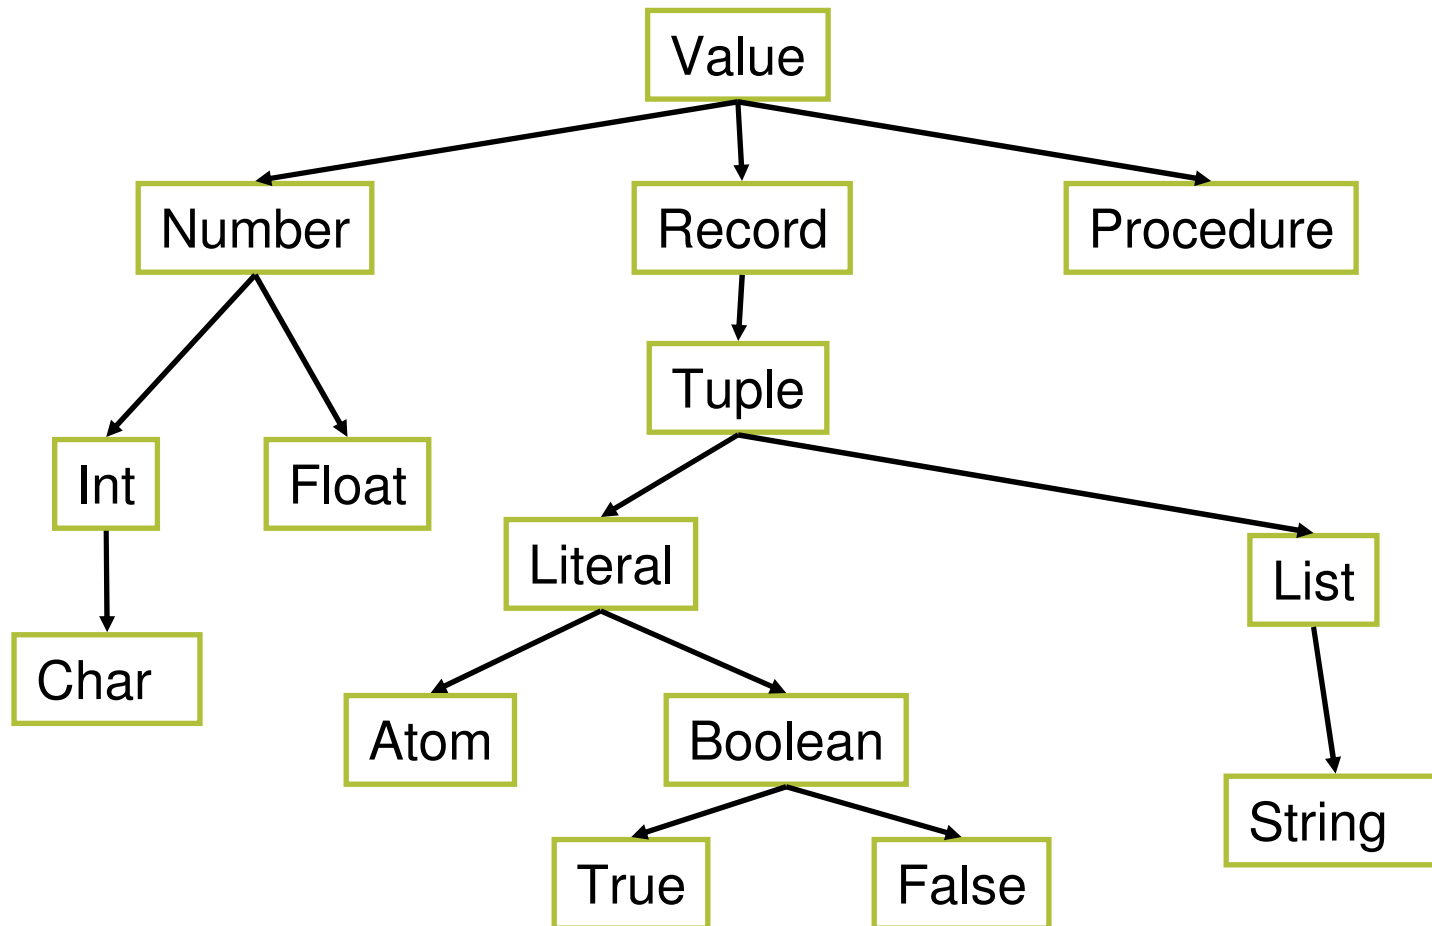 Value
Number
Record
Procedure
Tuple
Int
Float
Literal
List
Char
Atom
Boolean
String
True
False